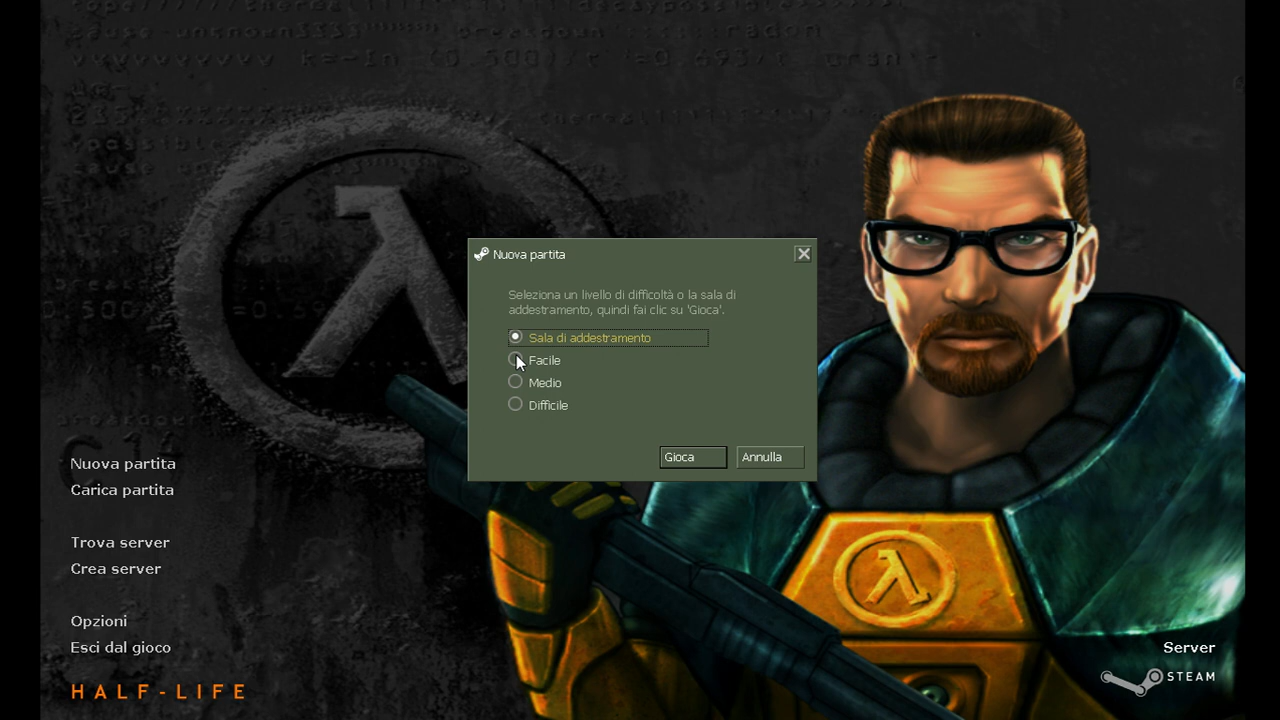 Nuova partita
Seleziona un livello di difficoltà o la sala di
addestramento, quindi fai clic su 'Gioca'.
Sala di addestramento
Facile
Medio
Difficile
Gioca
Annulla
Nuova partita
Carica partita
Trova server
Crea server
Opzioni
Esci dal gioco
HALF-LIFE
Server
STEAM